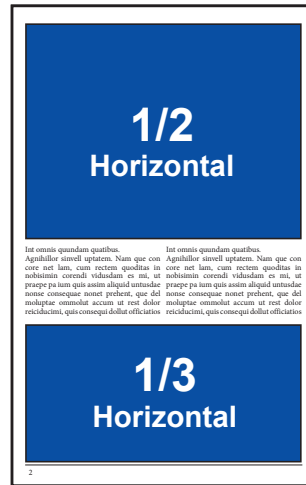 1/2
Horizontal
Int omnis quundam quatibus.
Agnihillor sinvell uptatem. Nam que con
core net lam, cum rectem quoditas in
nobisimin corendi vidusdam es mi, ut
praepe pa ium quis assim aliquid untusdae
nonse consequae nonet prehent, que del
moluptae ommolut accum ut rest dolor
reiciducimi, quis consequi dollut officiatios
Int omnis quundam quatibus.
Agnihillor sinvell uptatem. Nam que con
core net lam, cum rectem quoditas in
nobisimin corendi vidusdam es mi, ut
praepe pa ium quis assim aliquid untusdae
nonse consequae nonet prehent, que del
moluptae ommolut accum ut rest dolor
reiciducimi, quis consequi dollut officiatios
1/3
Horizontal
2